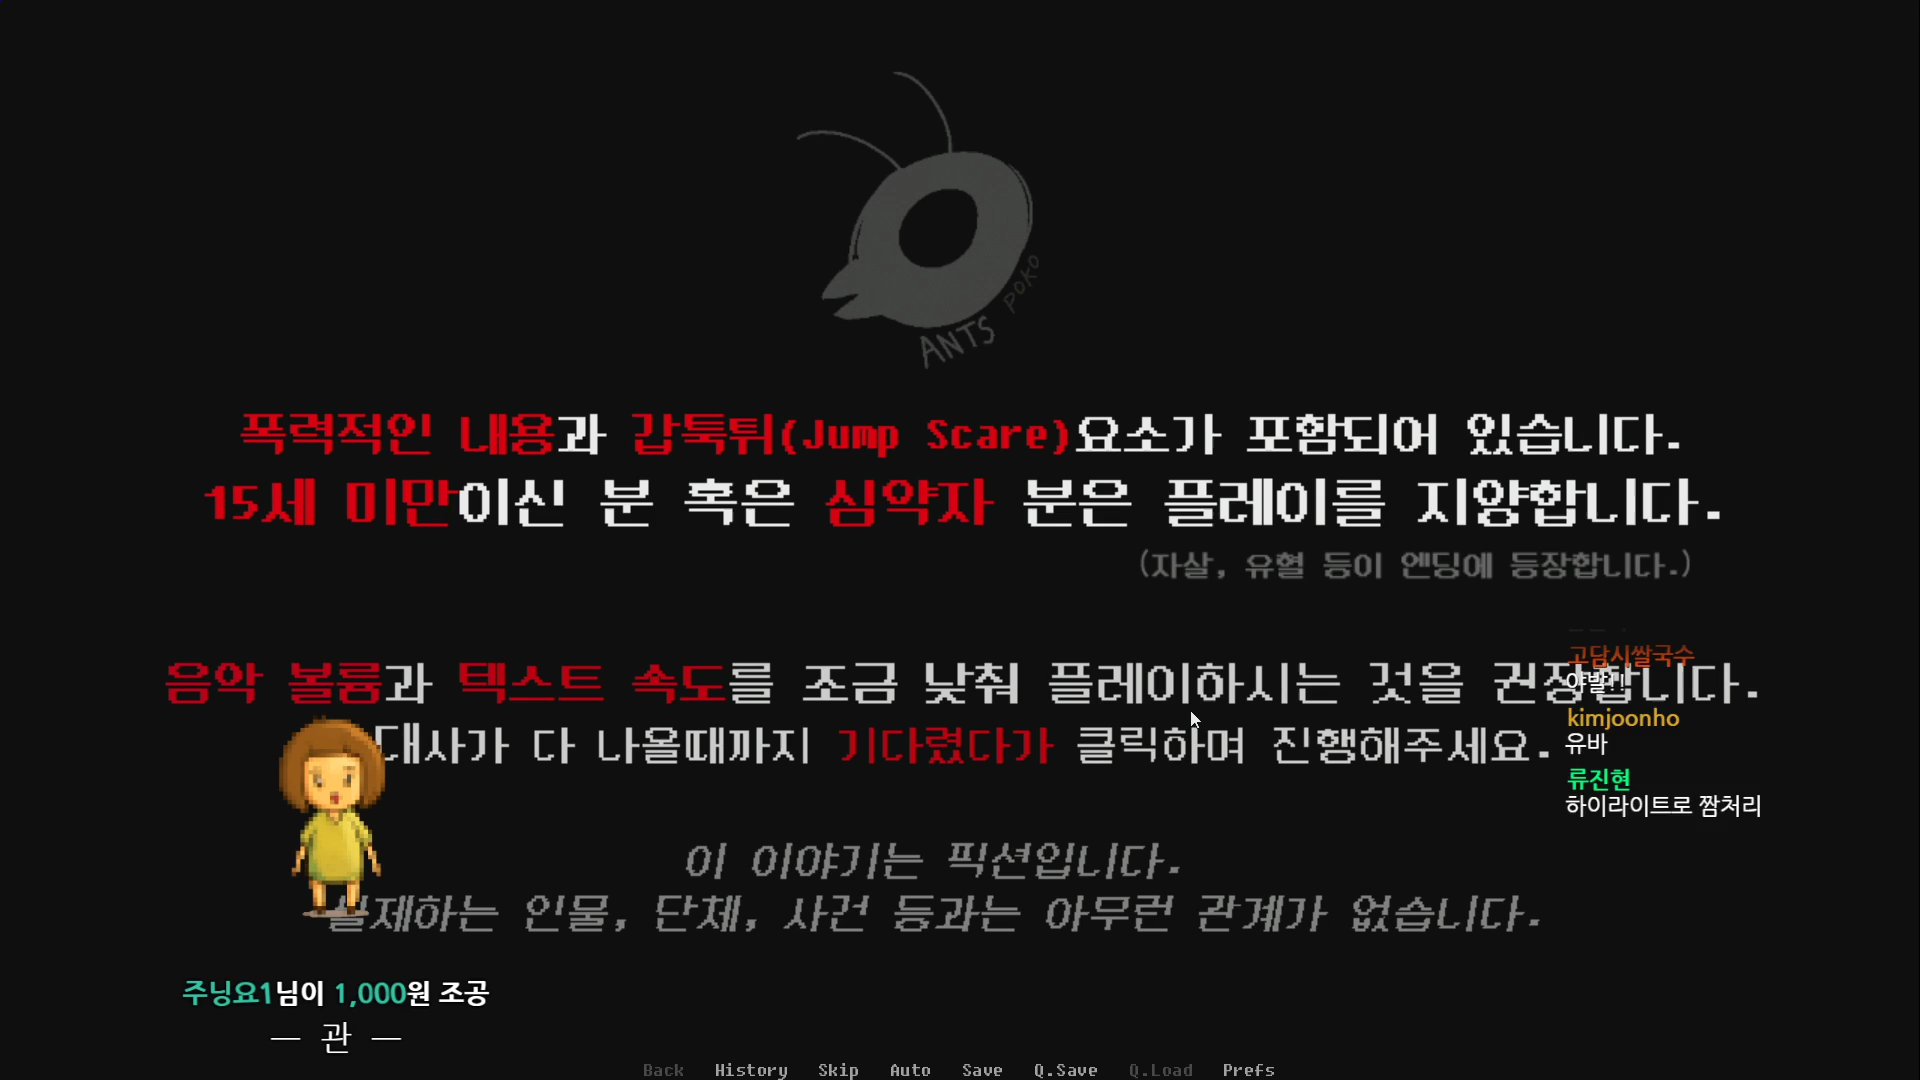 ANTS POKO
폭력적인 내용과 갑툭튀(Jump Scare)요소가 포함되어 있습니다.
15세 미만이신 분 혹은 심약자 분은 플레이를 지양합니다.
(자살, 유혈 등이 엔딩에 등장합니다.)
음악 볼륨과 텍스트 속도를 조금 낮춰 플레이하시는 것을 권장합니다.
대사가 다 나올때까지 기다렸다가 클릭하며 진행해주세요.
고담시쌀국수
야발!!
kimjoonho
유바
류진현
하이라이트로 짬처리
이 이야기는 픽션입니다.
실제하는 인물, 단체, 사건 등과는 아무런 관계가 없습니다.
주닝요1님이 1,000원 조공
— 관 —
Back History Skip Auto Save Q.Save Q.Load Prefs